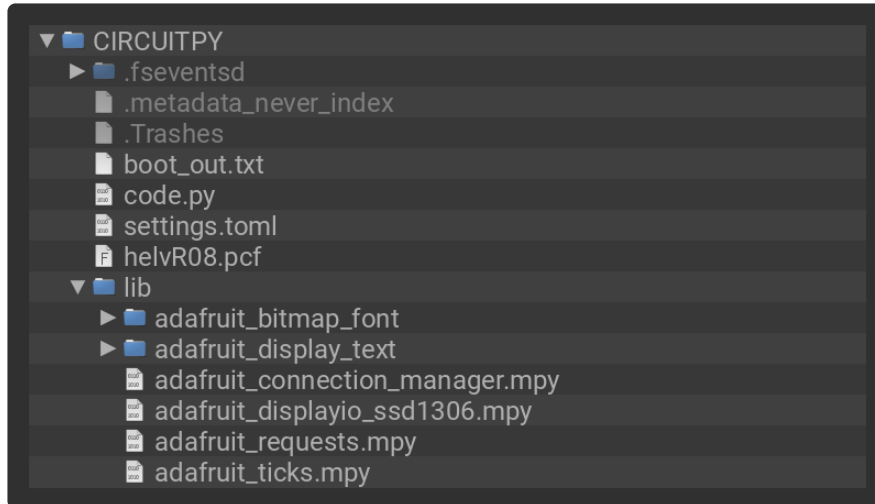 CIRCUITPY
.fseventsd
.metadata_never_index
.Trashes
boot_out.txt
code.py
settings.toml
helvR08.pcf
lib
adafruit_bitmap_font
adafruit_display_text
adafruit_connection_manager.mpy
adafruit_displayio_ssd1306.mpy
adafruit_requests.mpy
adafruit_ticks.mpy